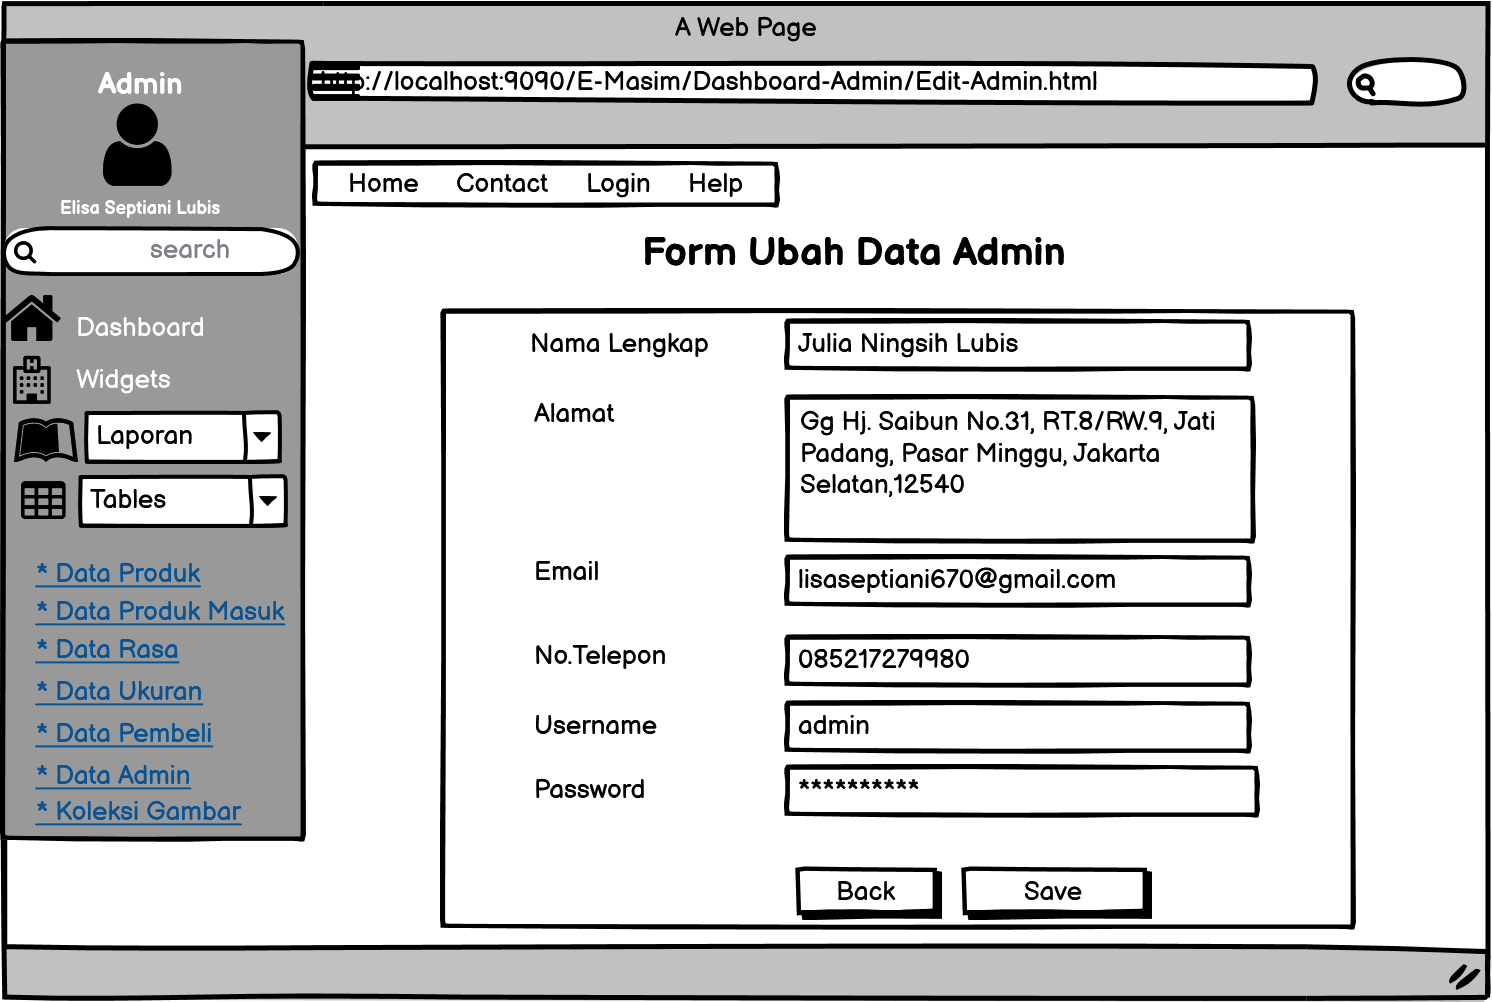 A Web Page
http://localhost:9090/E-Masim/Dashboard-Admin/Edit-Admin.html
Admin
Elisa Septiani Lubis
search
Dashboard
Widgets
Laporan
Tables
* Data Produk
* Data Produk Masuk
* Data Rasa
* Data Ukuran
* Data Pembeli
* Data Admin
* Koleksi Gambar
Home Contact Login Help
Form Ubah Data Admin
Nama Lengkap Julia Ningsih Lubis
Alamat Gg Hj. Saibun No.31, RT.8/RW.9, Jati
Padang, Pasar Minggu, Jakarta
Selatan,12540
Email lisaseptiani670@gmail.com
No.Telepon 085217279980
Username admin
Password **********
Back Save